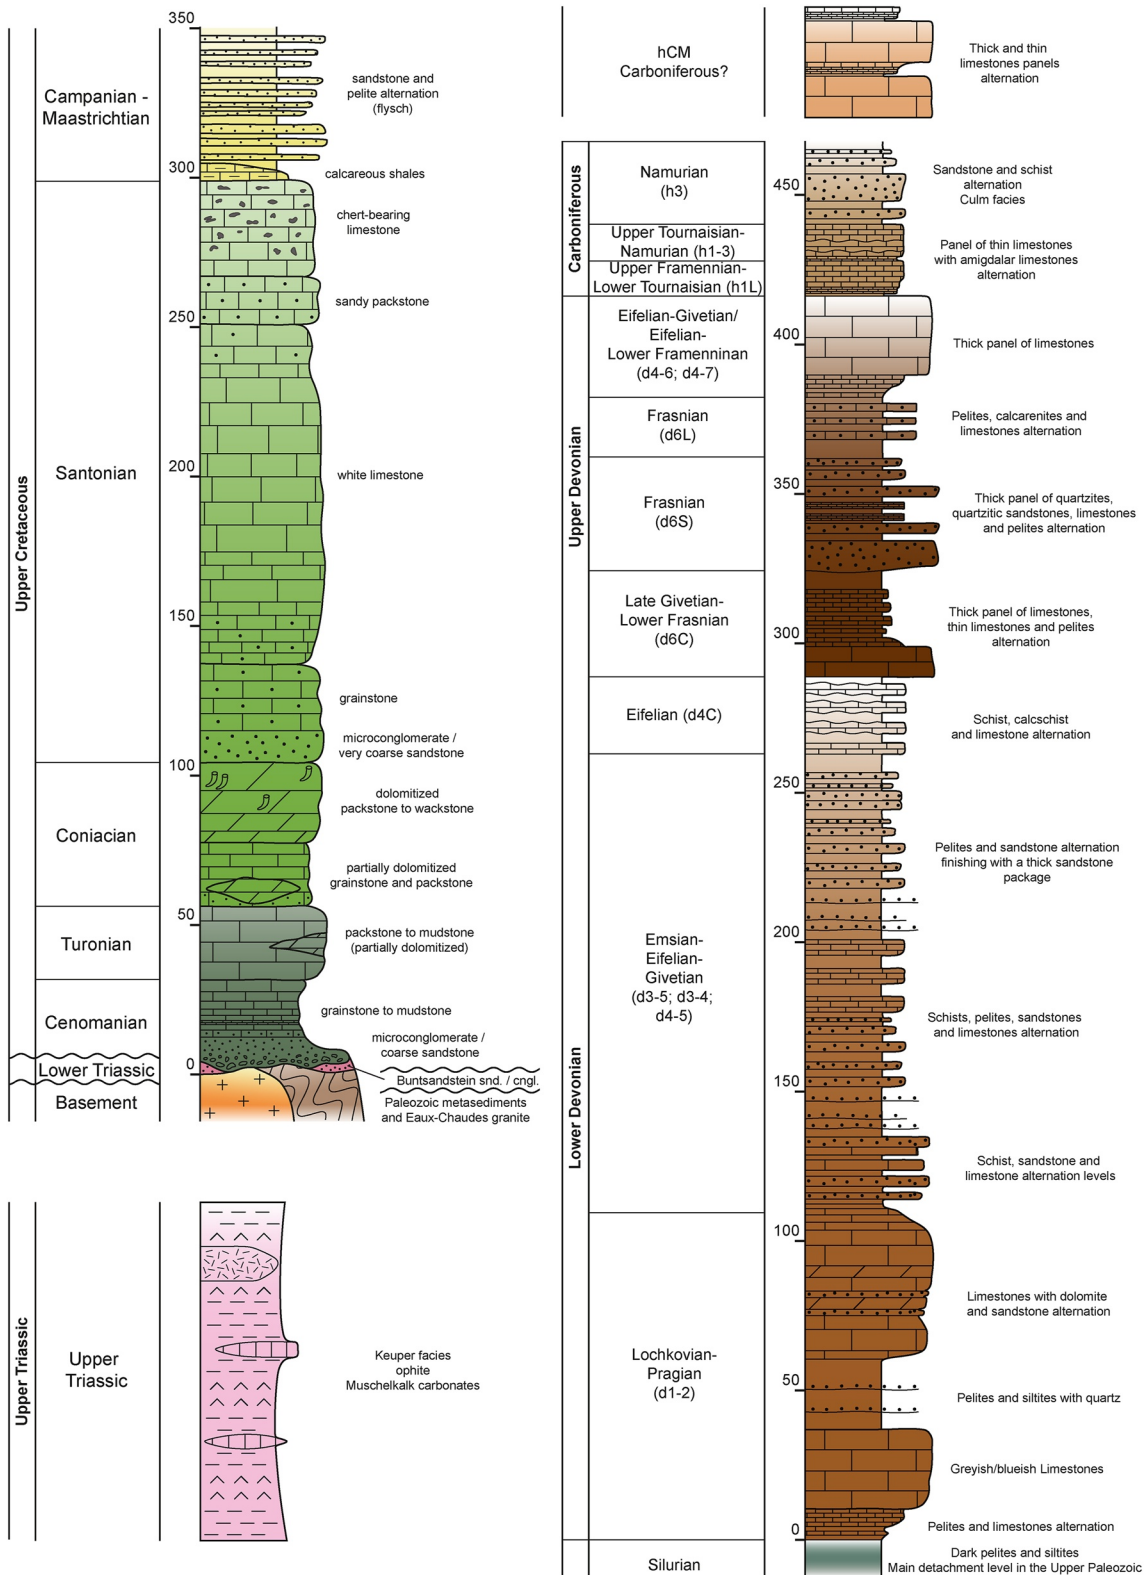 350
Campanian -
Maastrichtian
sandstone and
pelite alternation
(flysch)
300
calcareous shales
chert-bearing
limestone
sandy packstone
250
Upper Cretaceous
Santonian
200
white limestone
150
grainstone
microconglomerate /
very coarse sandstone
100
dolomitized
packstone to wackstone
Coniacian
partially dolomitized
grainstone and packstone
50
Turonian
packstone to mudstone
(partially dolomitized)
Cenomanian
grainstone to mudstone
microconglomerate /
coarse sandstone
0
Lower Triassic
Buntsandstein snd. / cngl.
Basement
Paleozoic metasediments
and Eaux-Chaudes granite
Upper Triassic
Upper
Triassic
Keuper facies
ophite
Muschelkalk carbonates
hCM
Carboniferous?
Thick and thin
limestones panels
alternation
Carboniferous
Namurian
(h3)
450
Sandstone and schist
alternation
Culm facies
Upper Tournaisian-
Namurian (h1-3)
Panel of thin limestones
with amigdalar limestones
alternation
Upper Framennian-
Lower Tournaisian (h1L)
Upper Devonian
Eifelian-Givetian/
Eifelian-
Lower Framenninan
(d4-6; d4-7)
400
Thick panel of limestones
Frasnian
(d6L)
Pelites, calcarenites and
limestones alternation
Frasnian
(d6S)
350
Thick panel of quartzites,
quartzitic sandstones, limestones
and pelites alternation
Late Givetian-
Lower Frasnian
(d6C)
300
Thick panel of limestones,
thin limestones and pelites
alternation
Eifelian (d4C)
Schist, calcschist
and limestone alternation
250
Pelites and sandstone alternation
finishing with a thick sandstone
package
200
Lower Devonian
Emsian-
Eifelian-
Givetian
(d3-5; d3-4;
d4-5)
Schists, pelites, sandstones
and limestones alternation
150
Schist, sandstone and
limestone alternation levels
100
Limestones with dolomite
and sandstone alternation
Lochkovian-
Pragian
(d1-2)
50
Pelites and siltites with quartz
Greyish/blueish Limestones
Pelites and limestones alternation
0
Silurian
Dark pelites and siltites
Main detachment level in the Upper Paleozoic